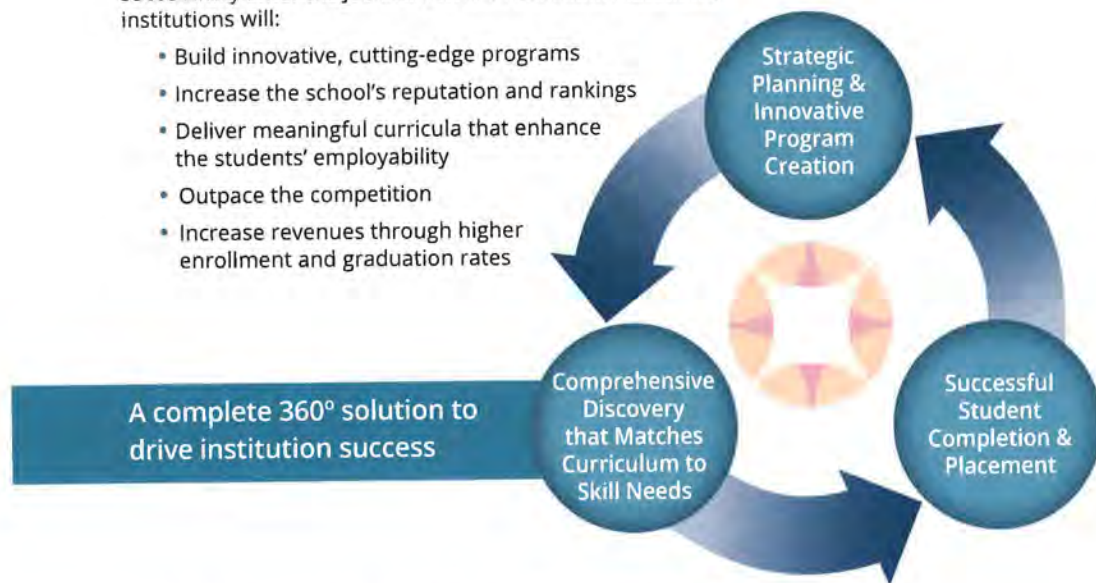 institutions will:
• Build innovative, cutting-edge programs
• Increase the school's reputation and rankings
• Deliver meaningful curricula that enhance
the students' employability
• Outpace the competition
• Increase revenues through higher
enrollment and graduation rates
Strategic
Planning &
Innovative
Program
Creation
A complete 360º solution to
drive institution success
Comprehensive
Discovery
that Matches
Curriculum to
Skill Needs
Successful
Student
Completion &
Placement